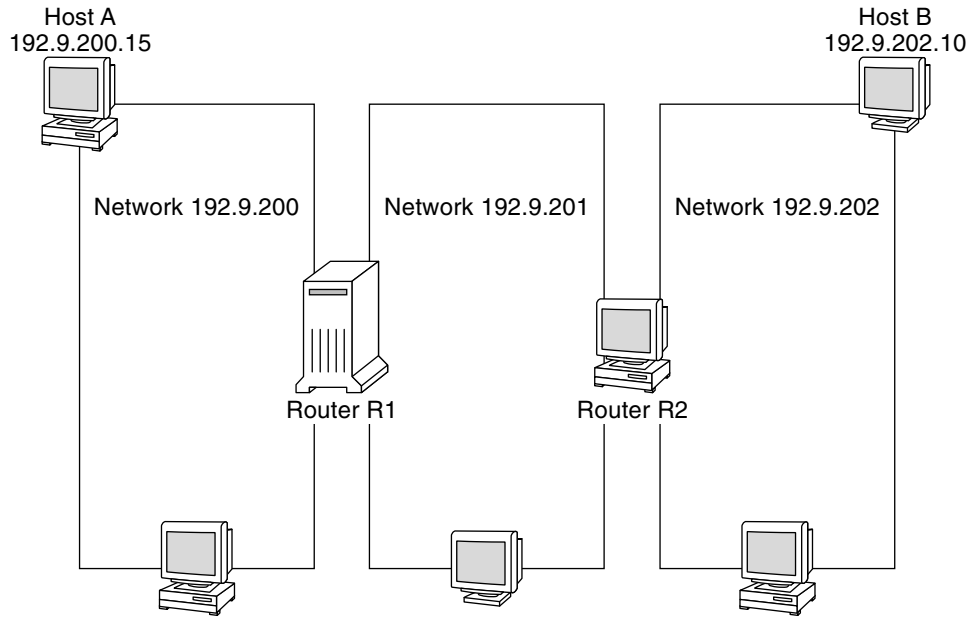 Host A
192.9.200.15
Host B
192.9.202.10
Network 192.9.200
Network 192.9.201
Network 192.9.202
Router R1
Router R2